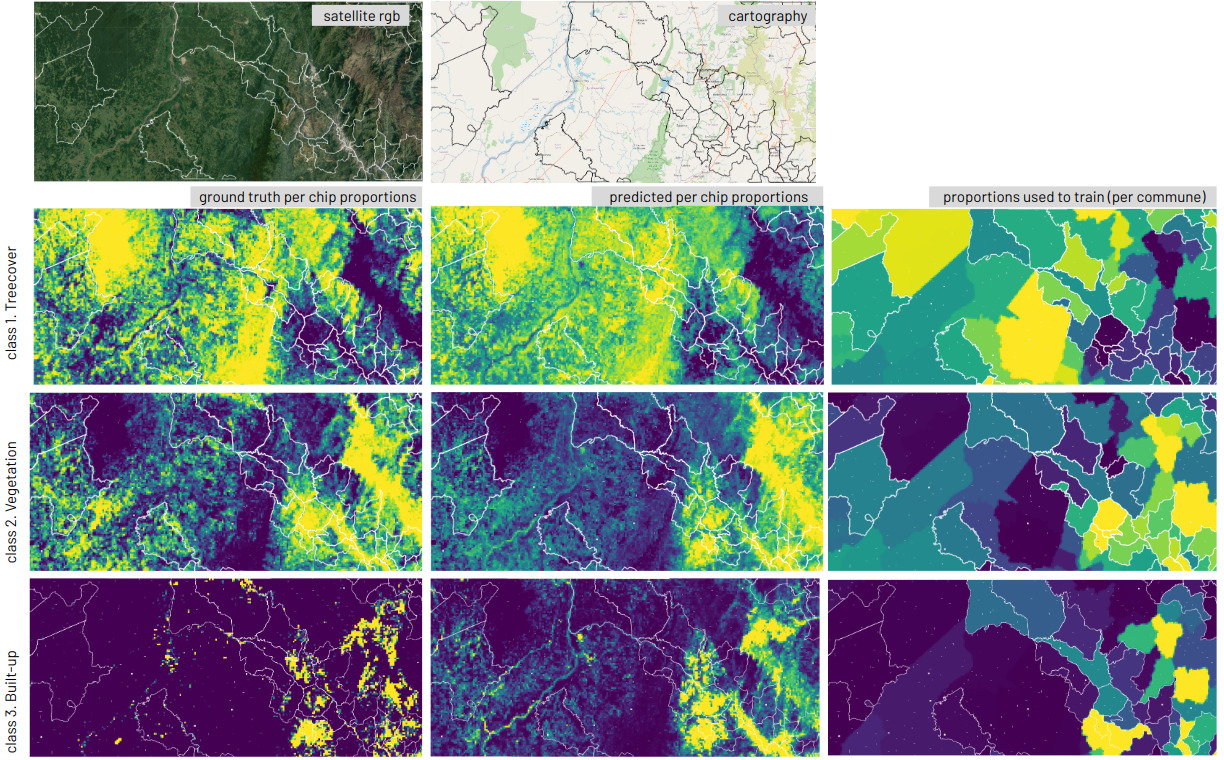 satellite rgb
cartography
ground truth per chip proportions
predicted per chip proportions
proportions used to train (per commune)
class 1. Treecover
class 2. Vegetation
class 3. Built-up